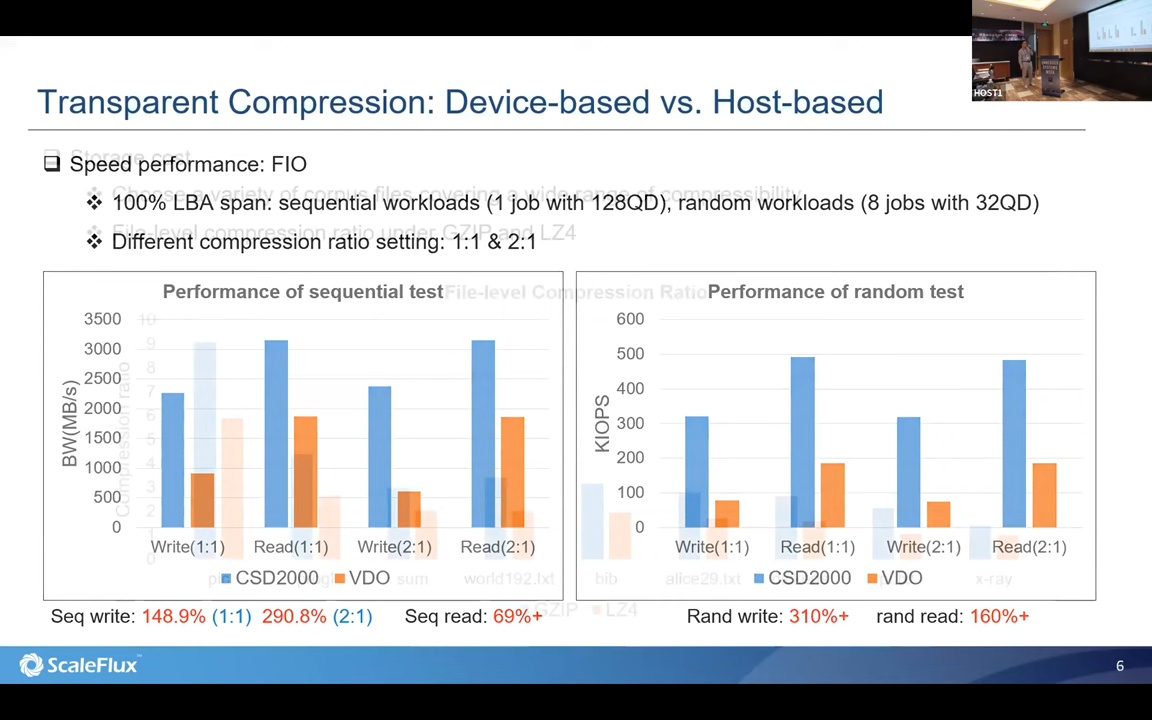 HOST1
Transparent Compression: Device-based vs. Host-based
Storage cost
❑ Speed performance: FIO
❖ Choose a variety of corpus files covering a wide range of compressibility
❖ 100% LBA span: sequential workloads (1 job with 128QD), random workloads (8 jobs with 32QD)
❖ File-level compression ratio under GZIP and LZ4
❖ Different compression ratio setting: 1:1 & 2:1
Performance of sequential test
File-level Compression Ratio
Performance of random test
BW(MB/s)
3500
3000
2500
2000
1500
1000
500
0
Compression ratio
10
9
8
7
6
5
4
3
2
1
0
Write(1:1) Read(1:1) Write(2:1) Read(2:1)
CSD2000 VDO
KIOPS
600
500
400
300
200
100
0
Write(1:1) Read(1:1) Write(2:1) Read(2:1)
CSD2000 VDO
sum world192.txt bib alice29.txt x-ray
GZIP LZ4
Seq write: 148.9% (1:1) 290.8% (2:1) Seq read: 69%+
Rand write: 310%+ rand read: 160%+
ScaleFlux™
6